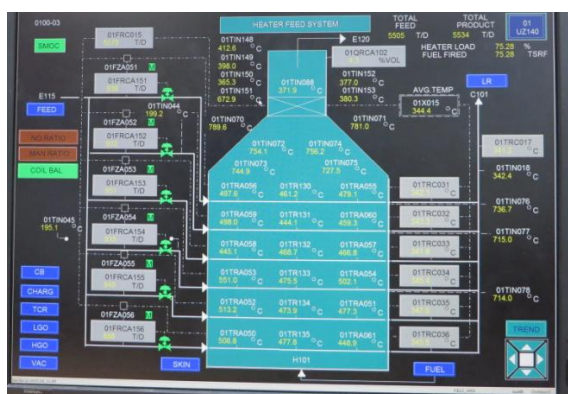 0100-03
HEATER FEED SYSTEM
TOTAL FEED
5505 T/D
TOTAL PRODUCT
5534 T/D
01
UZ140
HEATER LOAD 75.28 %
FUEL FIRED 75.28 TSRF
SMOC
01FRC015
T/D
E120
01QRCA102
%VOL
01TIN148
412.6 °C
01TIN149
398.0 °C
01TIN150
365.3 °C
01TIN151
672.9 °C
01TIN088
371.9 °C
01TIN152
377.0 °C
01TIN153
380.3 °C
AVG.TEMP
01X015
344.4 °C
LR
C101
E115
FEED
01FZA051
M
01FRCA151
T/D
01TIN044
199.2 °C
01FZA052
M
01FRCA152
T/D
01TIN070
789.6 °C
01TIN071
781.0 °C
01TIN072
754.1 °C
01TIN074
756.2 °C
01TIN073
744.9 °C
01TIN075
727.5 °C
01TRC017
°C
01TIN018
342.4 °C
NO RATIO
MAN RATIO
COIL BAL
01FZA053
M
01FRCA153
T/D
01TRA056
497.6 °C
01TR130
461.2 °C
01TRA055
479.1 °C
01TRC031
°C
01TIN076
736.7 °C
01TIN045
195.1 °C
01FZA054
M
01FRCA154
T/D
01TRA059
498.0 °C
01TR131
444.1 °C
01TRA060
459.3 °C
01TRC032
°C
01TIN077
715.0 °C
01TRA058
445.1 °C
01TR132
468.7 °C
01TRA057
466.8 °C
01TRC033
°C
01FZA055
M
01FRCA155
T/D
01TRA053
551.0 °C
01TR133
475.5 °C
01TRA054
502.1 °C
01TRC034
°C
01TIN078
714.0 °C
01TRA052
513.2 °C
01TR134
473.9 °C
01TRA051
477.3 °C
01TRC035
°C
01FZA056
M
01FRCA156
T/D
01TRA050
506.8 °C
01TR135
477.8 °C
01TRA061
448.9 °C
01TRC036
°C
CB
CHARG
TCR
LGO
HGO
VAC
SKIN
H101
FUEL
TREND